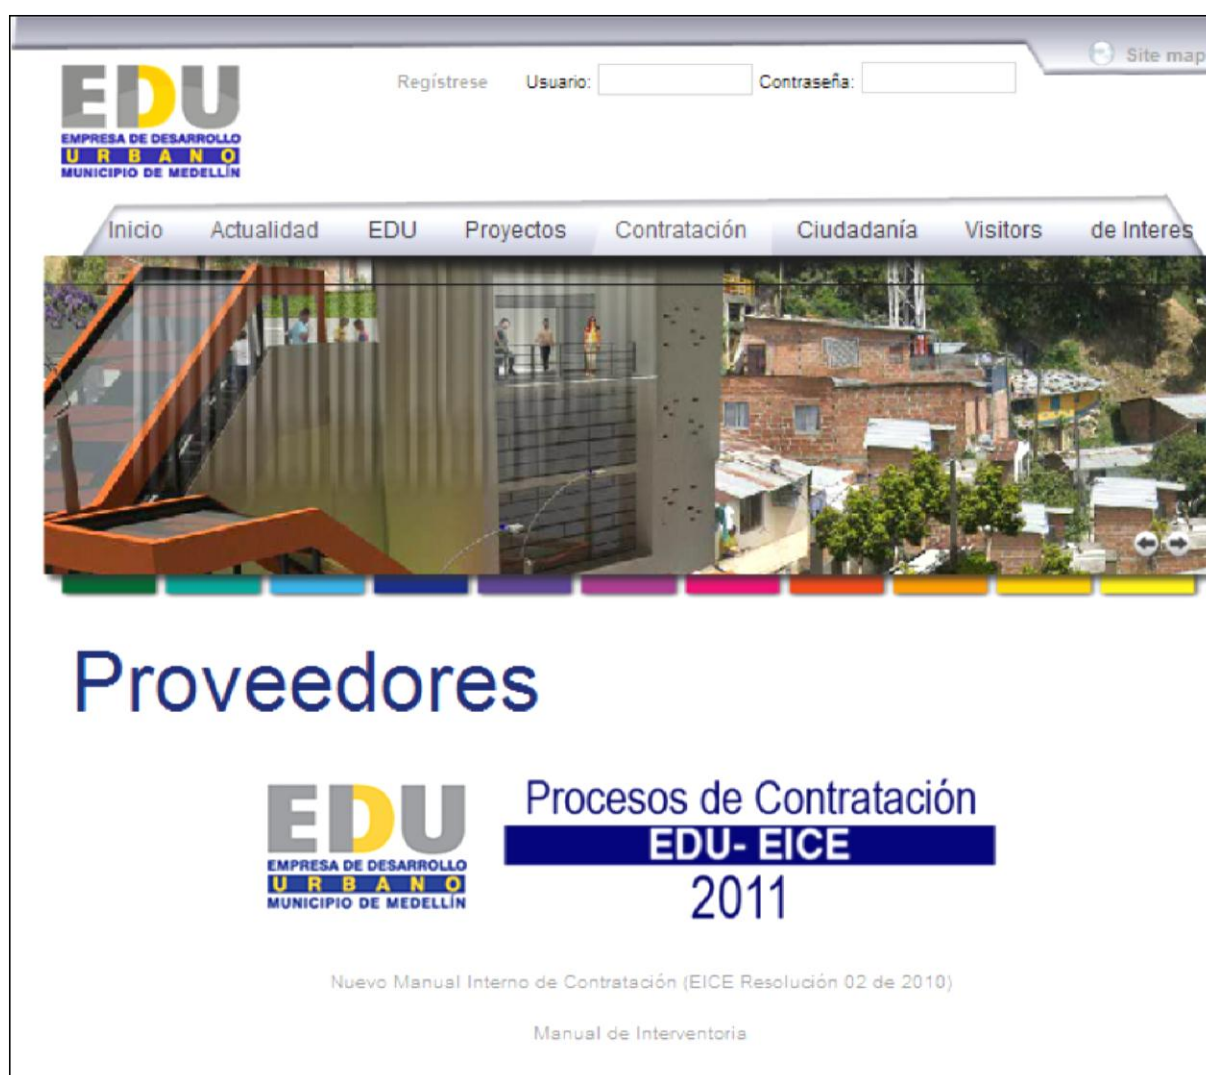 Site map
Regístrese Usuario: Contraseña:
EDU
EMPRESA DE DESARROLLO
URBANO
MUNICIPIO DE MEDELLÍN
Inicio Actualidad EDU Proyectos Contratación Ciudadanía Visitors de Interes
Proveedores
EDU
EMPRESA DE DESARROLLO
URBANO
MUNICIPIO DE MEDELLÍN
Procesos de Contratación
EDU- EICE
2011
Nuevo Manual Interno de Contratación (EICE Resolución 02 de 2010)
Manual de Interventoria